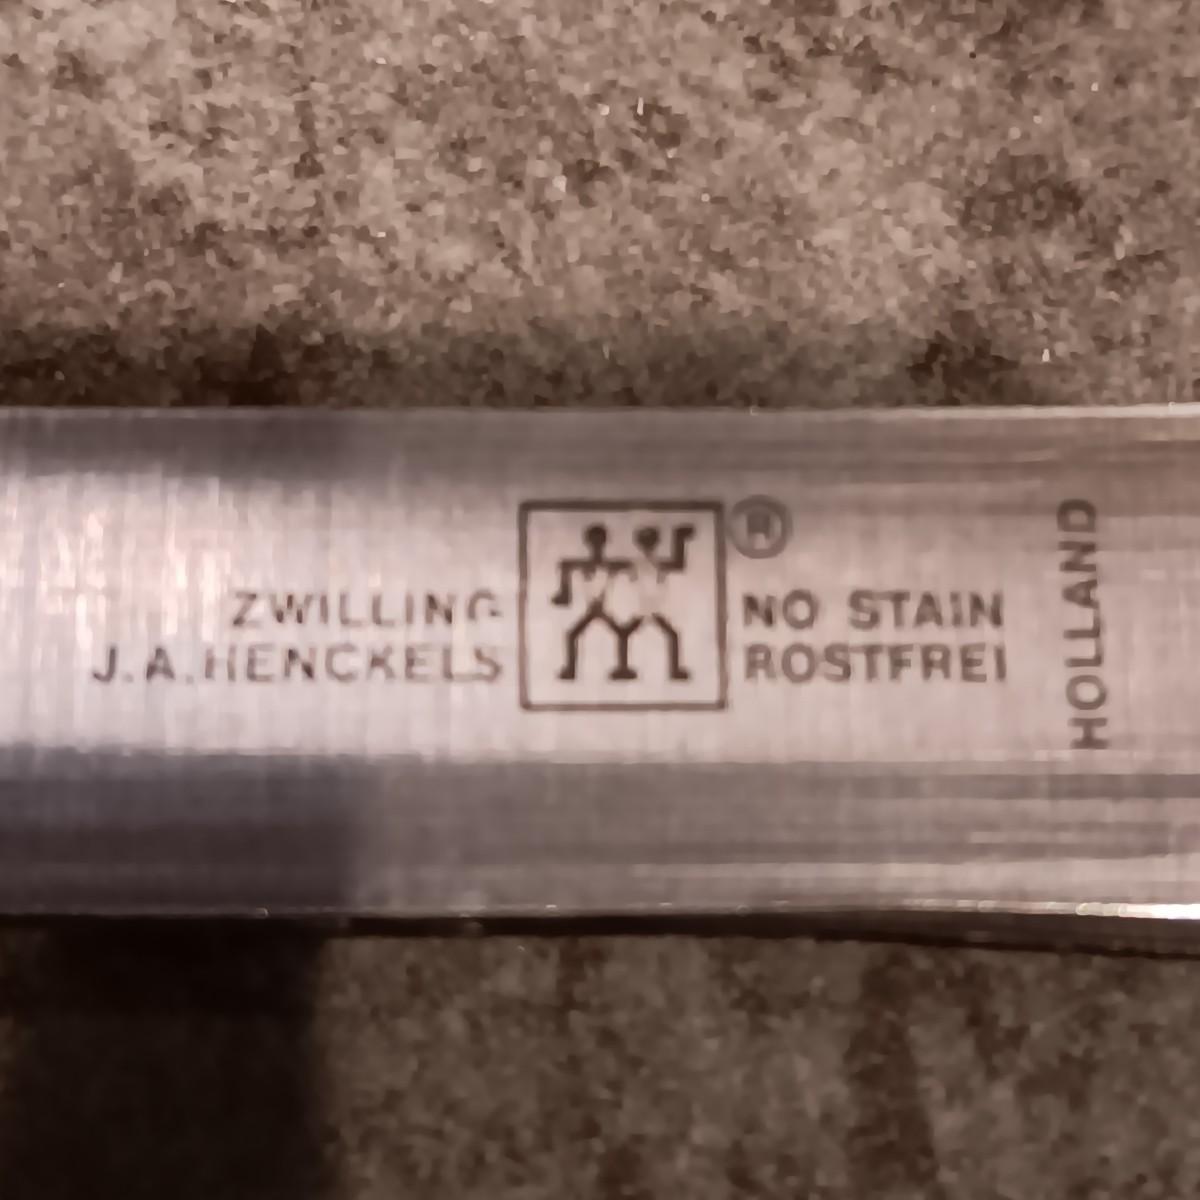 ZWILLING
J.A.HENCKELS
®
NO STAIN
ROSTFREI
HOLLAND